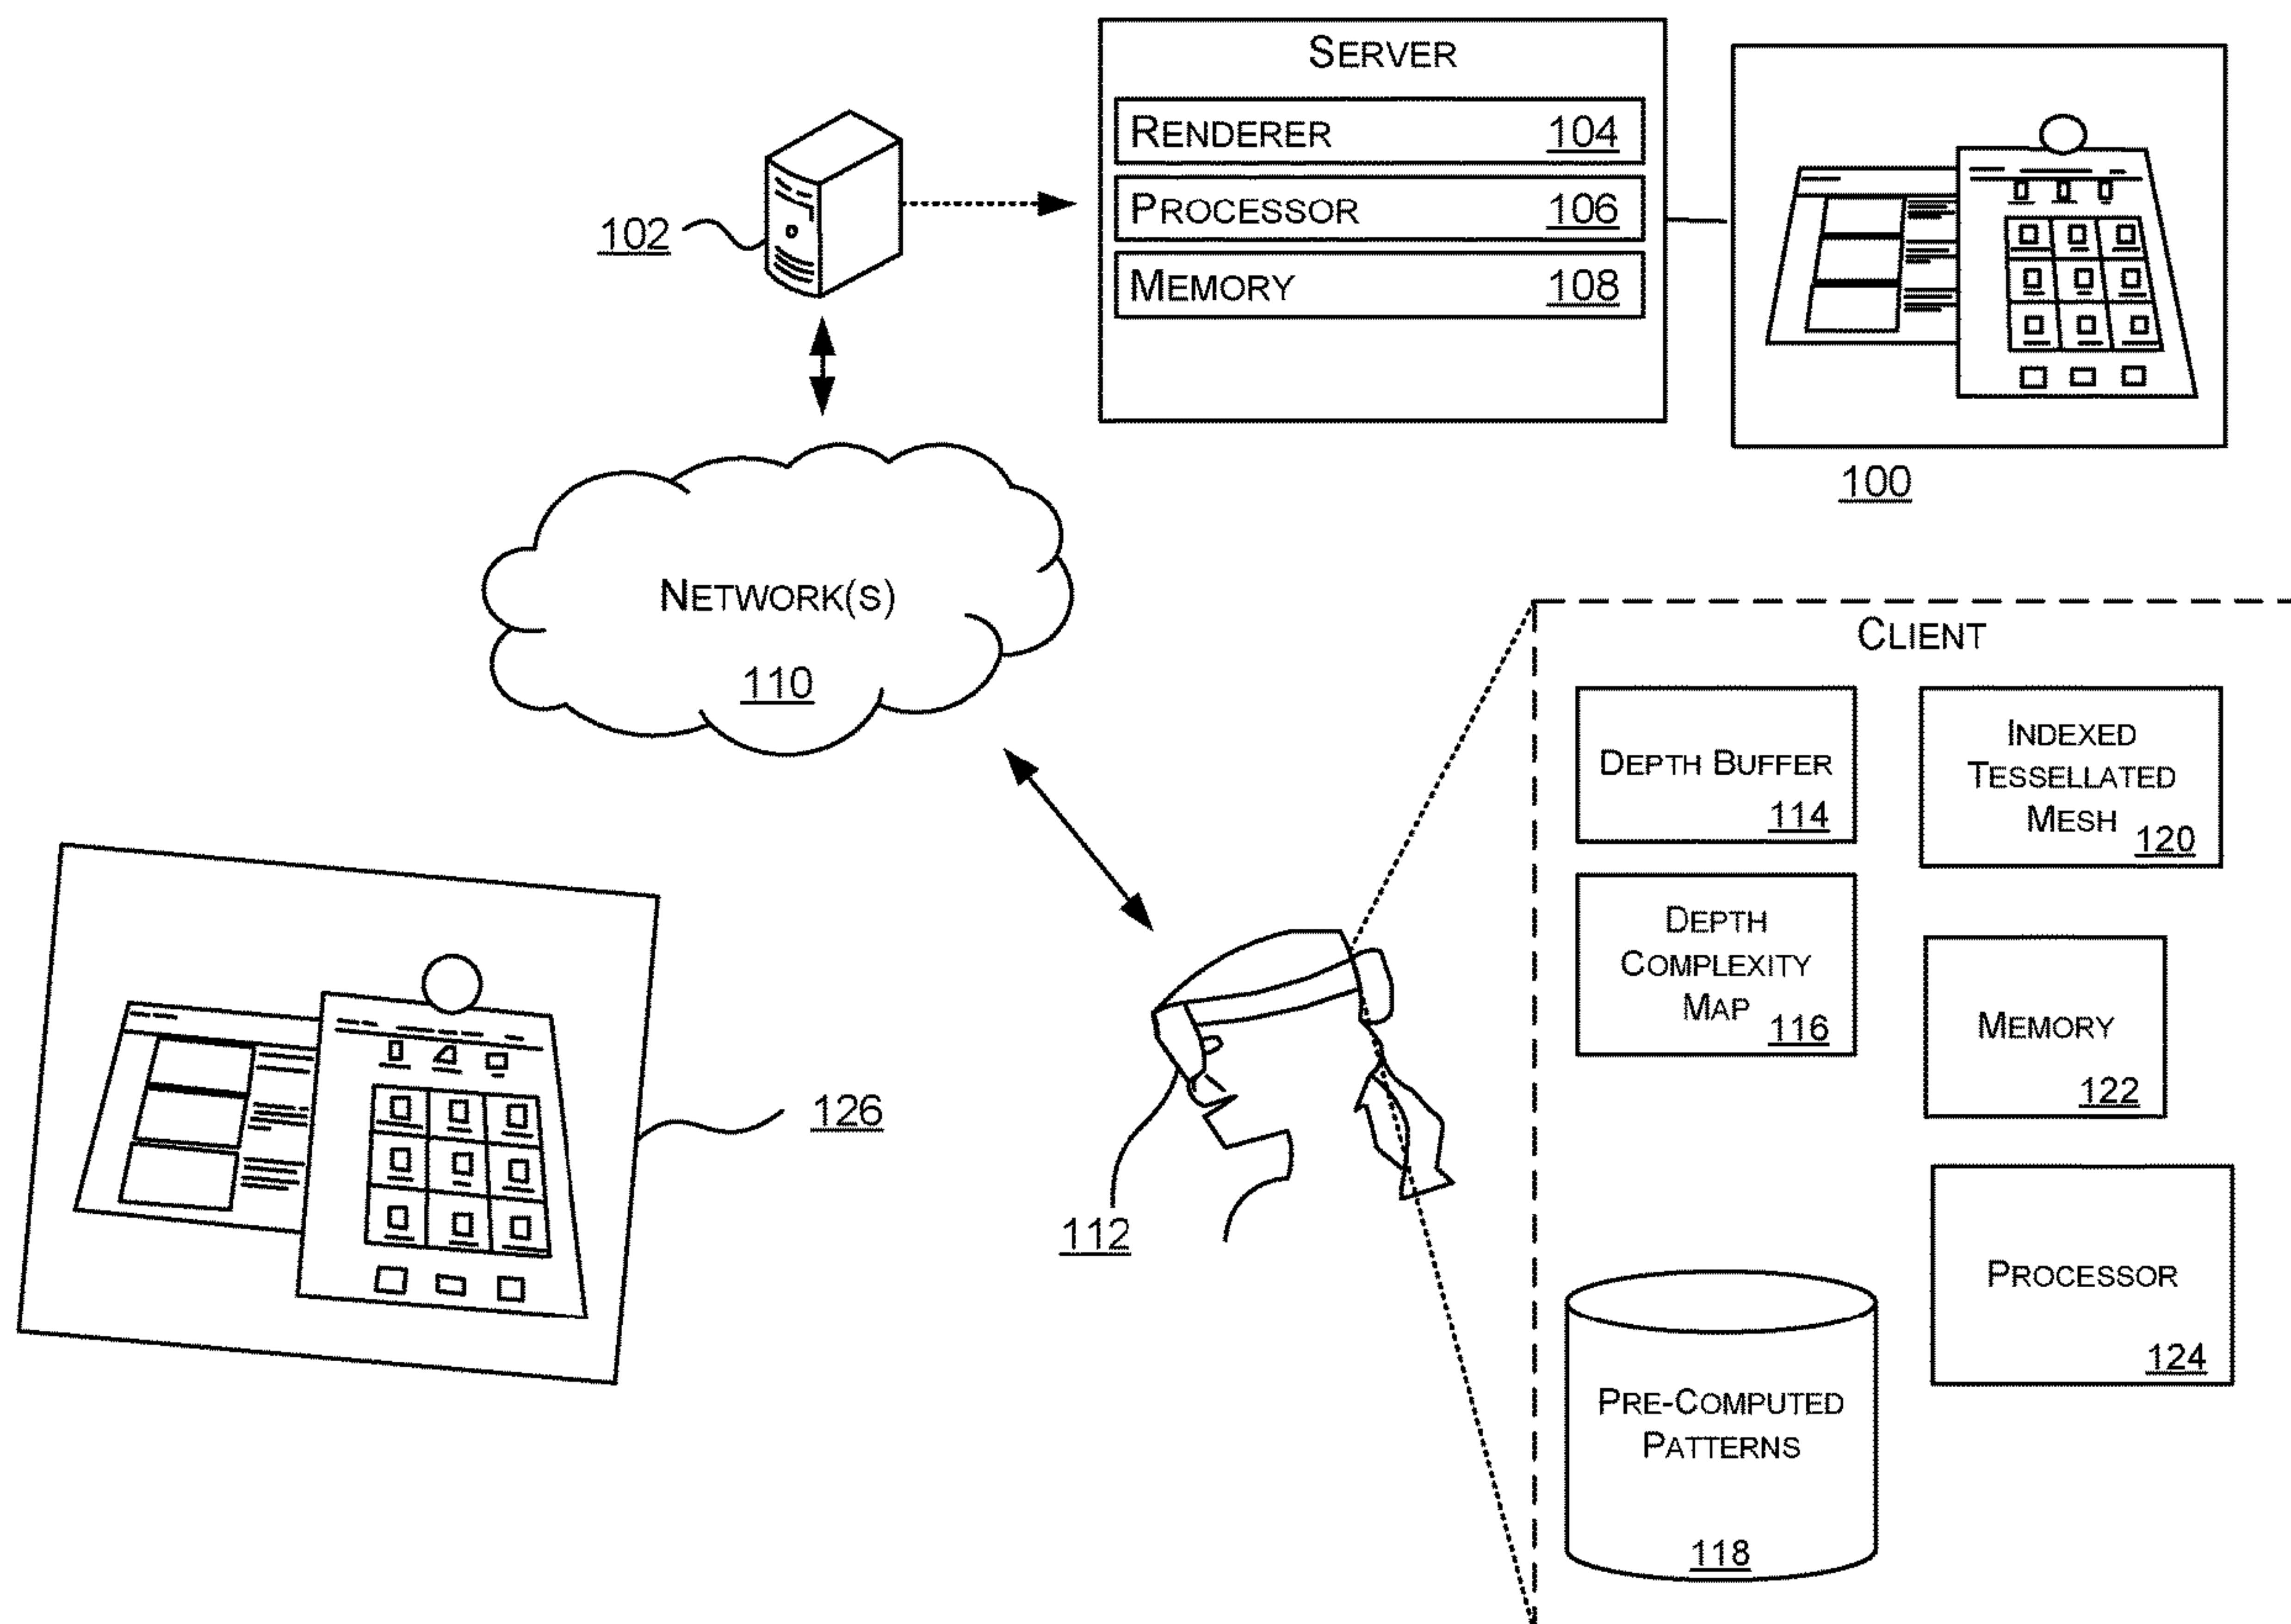 SERVER
RENDERER 104
PROCESSOR 106
MEMORY 108
102
100
NETWORK(S)
110
CLIENT
DEPTH BUFFER
114
INDEXED
TESSELLATED
MESH
120
DEPTH
COMPLEXITY
MAP
116
MEMORY
122
126
112
PROCESSOR
124
PRE-COMPUTED
PATTERNS
118